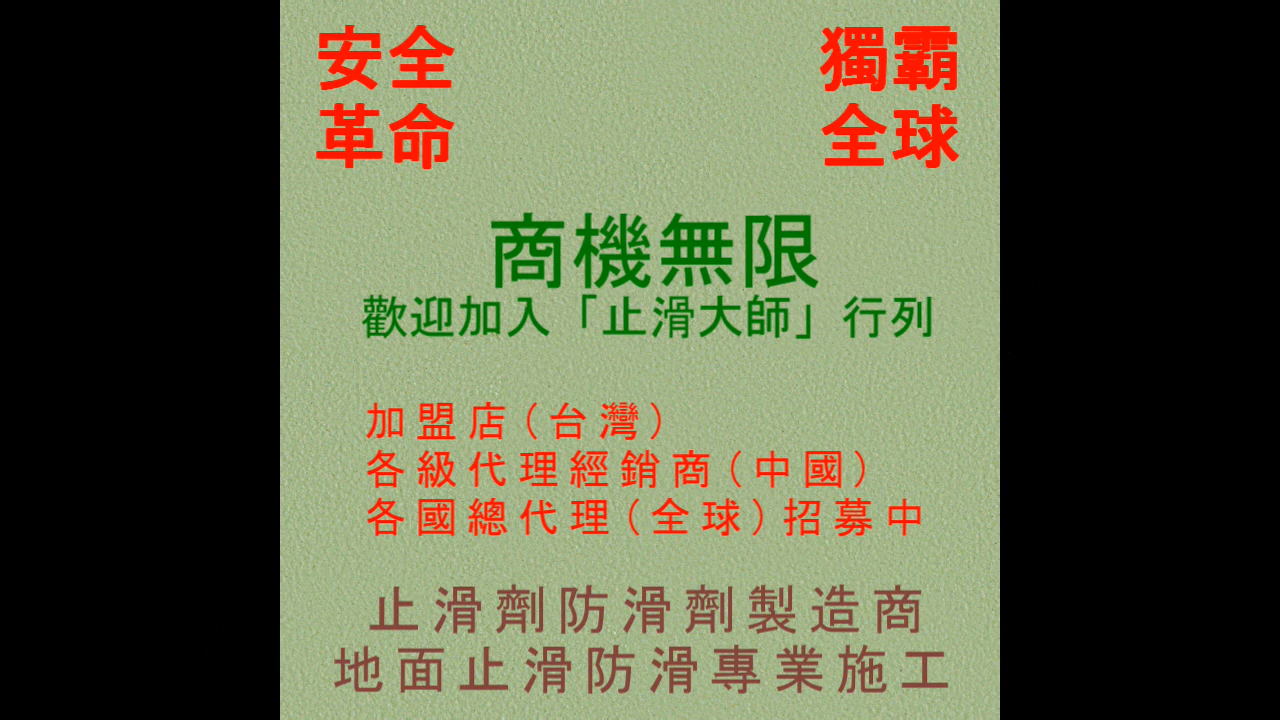 安全
革命
獨霸
全球
商機無限
歡迎加入「止滑大師」行列
加盟店(台灣)
各級代理經銷商(中國)
各國總代理(全球)招募中
止滑劑防滑劑製造商
地面止滑防滑專業施工